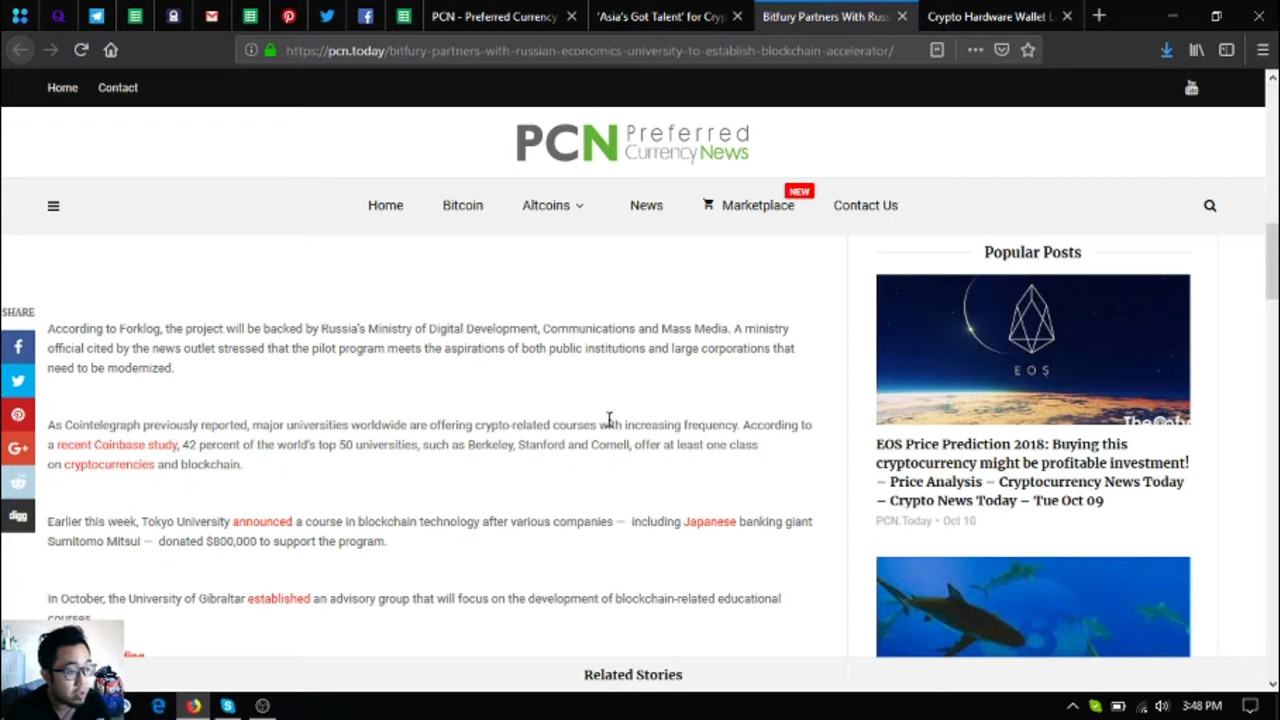 PCN - Preferred Currency
'Asia's Got Talent' for Cryp
Bitfury Partners With Russ
Crypto Hardware Wallet L
https://pcn.today/bitfury-partners-with-russian-economics-university-to-establish-blockchain-accelerator/
Home Contact
PCN Preferred
Currency News
NEW
Home Bitcoin Altcoins News Marketplace Contact Us
Popular Posts
SHARE
According to Forklog, the project will be backed by Russia's Ministry of Digital Development, Communications and Mass Media. A ministry
official cited by the news outlet stressed that the pilot program meets the aspirations of both public institutions and large corporations that
need to be modernized.
As Cointelegraph previously reported, major universities worldwide are offering crypto-related courses with increasing frequency. According to
a recent Coinbase study, 42 percent of the world's top 50 universities, such as Berkeley, Stanford and Cornell, offer at least one class
on cryptocurrencies and blockchain.
Earlier this week, Tokyo University announced a course in blockchain technology after various companies — including Japanese banking giant
Sumitomo Mitsui — donated $800,000 to support the program.
In October, the University of Gibraltar established an advisory group that will focus on the development of blockchain-related educational
courses.
digg
EOS
EOS Price Prediction 2018: Buying this
cryptocurrency might be profitable investment!
– Price Analysis – Cryptocurrency News Today
– Crypto News Today – Tue Oct 09
PCN.Today • Oct 10
Related Stories
3:48 PM